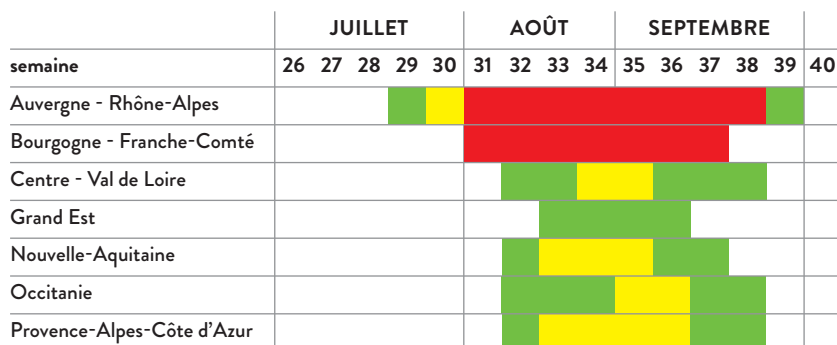 JUILLET AOÛT SEPTEMBRE
semaine 26 27 28 29 30 31 32 33 34 35 36 37 38 39 40
Auvergne - Rhône-Alpes
Bourgogne - Franche-Comté
Centre - Val de Loire
Grand Est
Nouvelle-Aquitaine
Occitanie
Provence-Alpes-Côte d’Azur